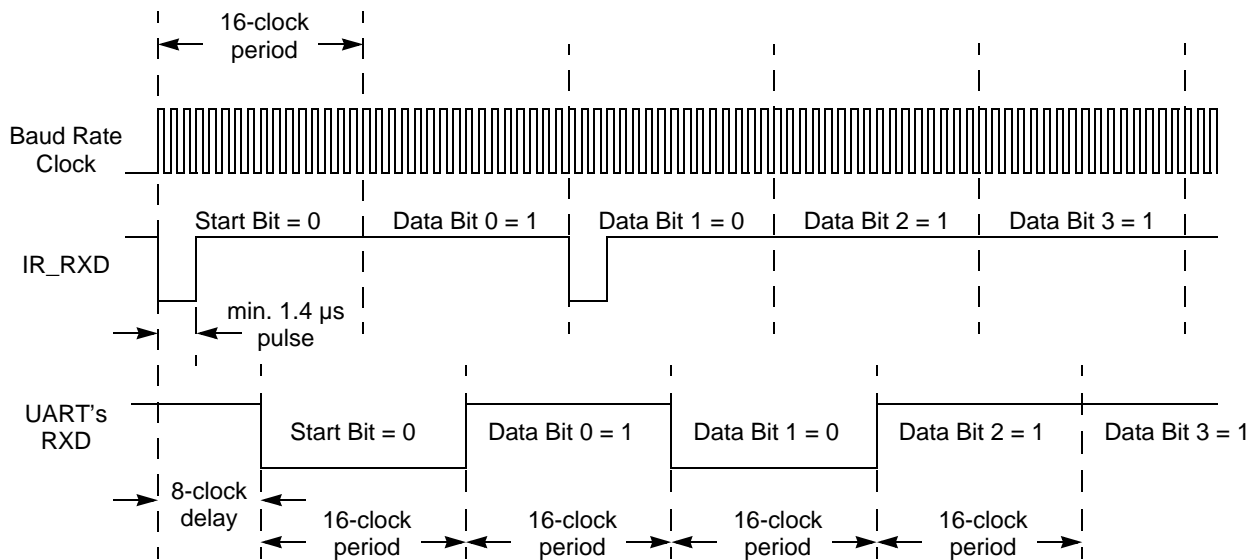 16-clock
period
Baud Rate
Clock
Start Bit = 0
Data Bit 0 = 1
Data Bit 1 = 0
Data Bit 2 = 1
Data Bit 3 = 1
IR_RXD
min. 1.4 µs
pulse
UART's
RXD
Start Bit = 0
Data Bit 0 = 1
Data Bit 1 = 0
Data Bit 2 = 1
Data Bit 3 = 1
8-clock
delay
16-clock
period
16-clock
period
16-clock
period
16-clock
period